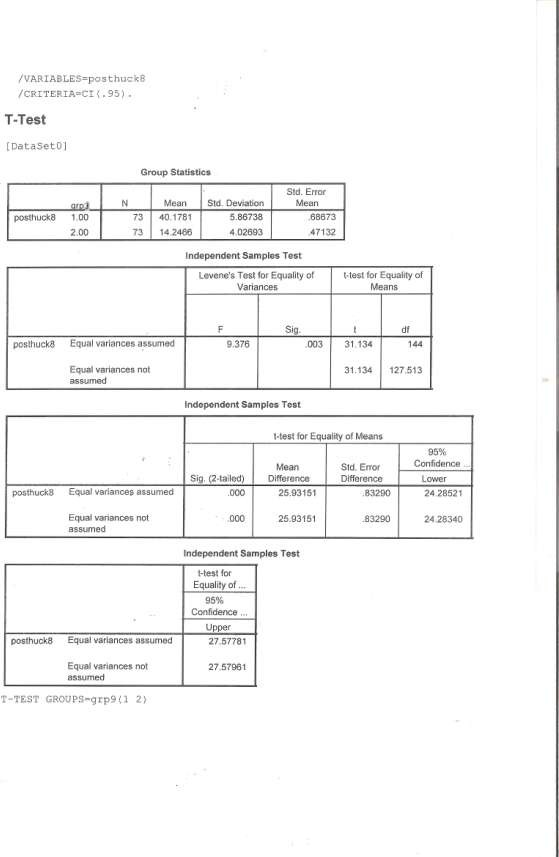 /VARIABLES=posthuck8
/CRITERIA=CI(.95).
T-Test
[DataSet0]
Group Statistics
N Mean Std. Deviation Std. Error Mean
posthuck8 1.00 73 40.1781 5.86738 .68673
2.00 73 14.2466 4.02693 .47132
Independent Samples Test
Levene's Test for Equality of Variances t-test for Equality of Means
F Sig. t df
posthuck8 Equal variances assumed 9.376 .003 31.134 144
Equal variances not assumed 31.134 127.513
Independent Samples Test
t-test for Equality of Means
Sig. (2-tailed) Mean Difference Std. Error Difference 95% Confidence ... Lower
posthuck8 Equal variances assumed .000 25.93151 .83290 24.28521
Equal variances not assumed .000 25.93151 .83290 24.28340
Independent Samples Test
t-test for Equality of ...
95% Confidence ...
Upper
posthuck8 Equal variances assumed 27.57781
Equal variances not assumed 27.57961
T-TEST GROUPS=grp9(1 2)